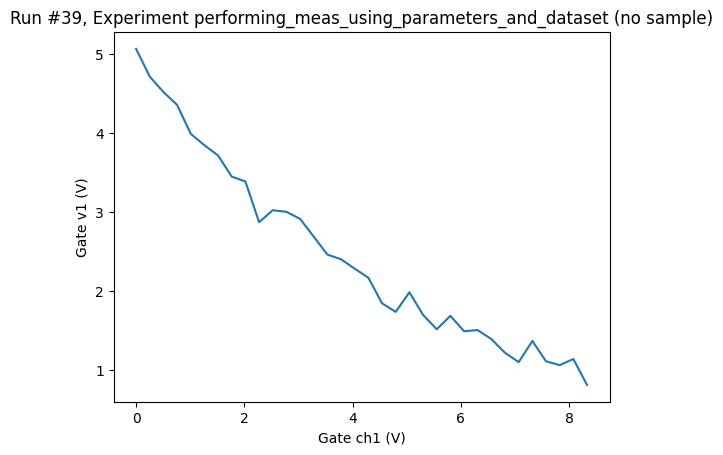 Run #39, Experiment performing_meas_using_parameters_and_dataset (no sample)
5
4
3
2
1
Gate v1 (V)
0 2 4 6 8
Gate ch1 (V)